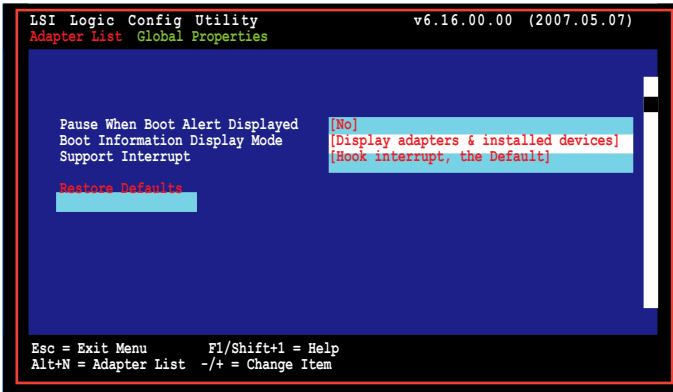 LSI Logic Config Utility v6.16.00.00 (2007.05.07)
Adapter List Global Properties
Pause When Boot Alert Displayed [No]
Boot Information Display Mode [Display adapters & installed devices]
Support Interrupt [Hook interrupt, the Default]
Restore Defaults
Esc = Exit Menu F1/Shift+1 = Help
Alt+N = Adapter List -/+ = Change Item